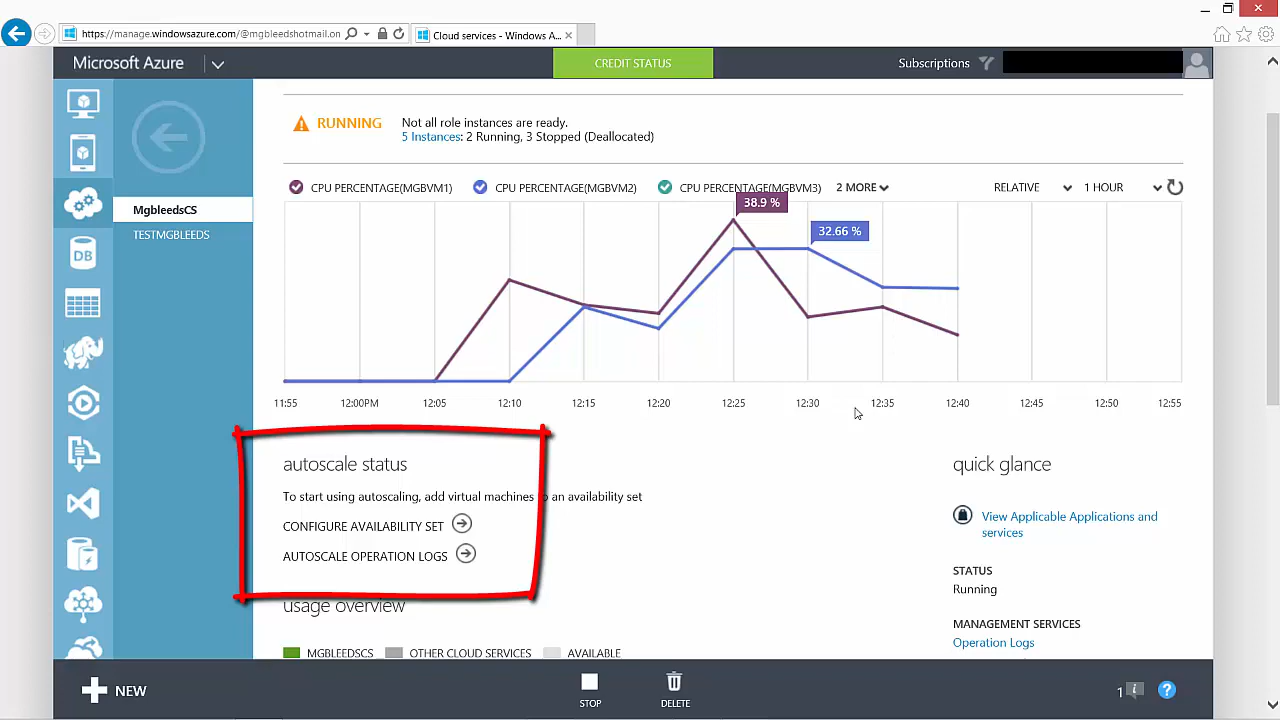 https://manage.windowsazure.com/@mgbleedshotmail.on
Cloud services - Windows A...
Microsoft Azure
CREDIT STATUS
Subscriptions
RUNNING
Not all role instances are ready.
5 Instances: 2 Running, 3 Stopped (Deallocated)
MgbleedsCS
TESTMGBLEEDS
DB
CPU PERCENTAGE(MGBVM1) CPU PERCENTAGE(MGBVM2) CPU PERCENTAGE(MGBVM3) 2 MORE RELATIVE 1 HOUR
38.9 %
32.66 %
11:55 12:00PM 12:05 12:10 12:15 12:20 12:25 12:30 12:35 12:40 12:45 12:50 12:55
autoscale status
To start using autoscaling, add virtual machines to an availability set
CONFIGURE AVAILABILITY SET
AUTOSCALE OPERATION LOGS
usage overview
MGBLEEDSCS OTHER CLOUD SERVICES AVAILABLE
quick glance
View Applicable Applications and
services
STATUS
Running
MANAGEMENT SERVICES
Operation Logs
NEW
STOP
DELETE
1
?